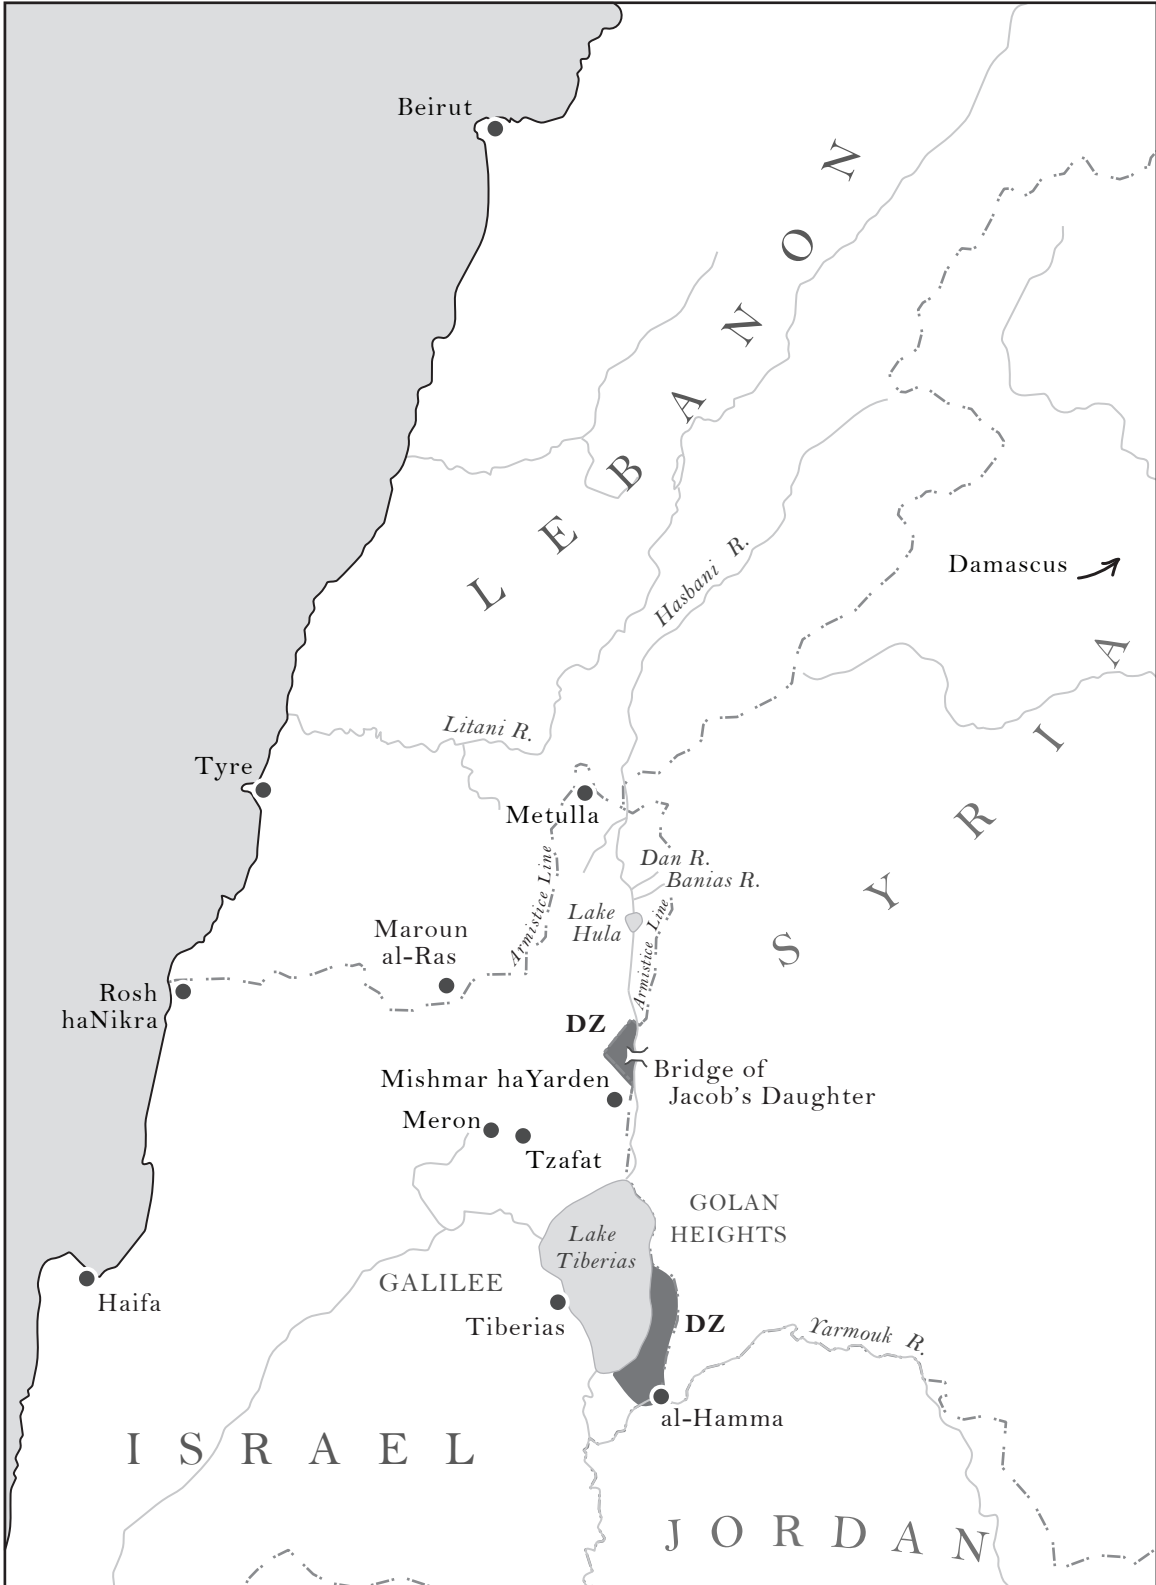 Beirut
LEBANON
Damascus
Hasbani R.
SYRIA
Litani R.
Tyre
Metulla
Dan R.
Banias R.
Armistice Line
Lake
Hula
Armistice Line
Maroun
al-Ras
Rosh
haNikra
DZ
Bridge of
Jacob’s Daughter
Mishmar haYarden
Meron
Tzafat
GOLAN
HEIGHTS
Lake
Tiberias
GALILEE
Haifa
Tiberias
DZ
Yarmouk R.
al-Hamma
ISRAEL
JORDAN